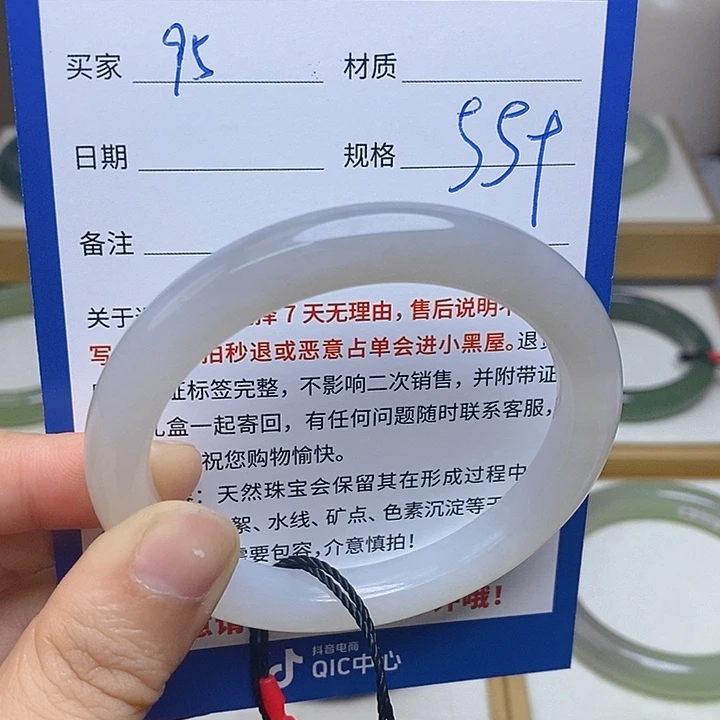 买家 95 材质
日期 规格 55+
备注
关于 择7天无理由，售后说明
写 拍秒退或恶意占单会进小黑屋。退
证标签完整，不影响二次销售，并附带证
礼盒一起寄回，有任何问题随时联系客服，
祝您购物愉快。
：天然珠宝会保留其在形成过程中
絮、水线、矿点、色素沉淀等
需要包容，介意慎拍！
请 哦！
抖音电商
QIC中心